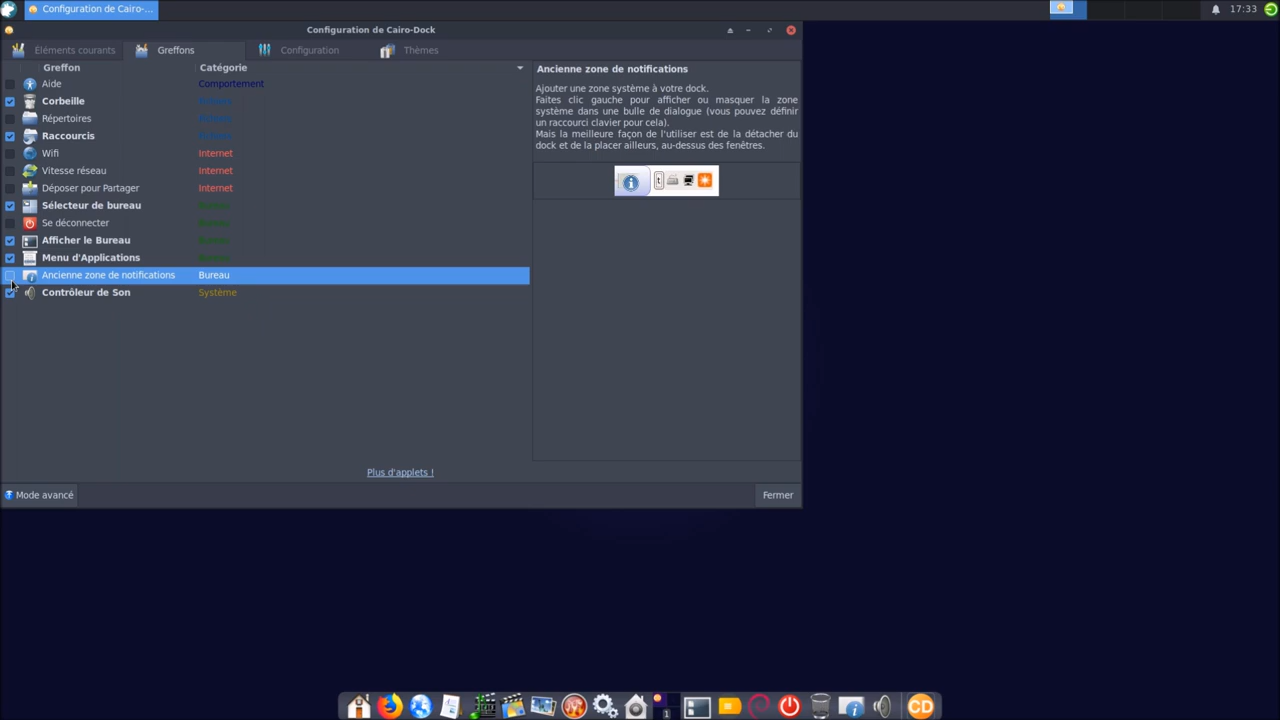 Configuration de Cairo-...
17:33
Configuration de Cairo-Dock
Éléments courants
Greffons
Configuration
Thèmes
Greffon
Catégorie
Aide
Comportement
Corbeille
Répertoires
Raccourcis
Wifi
Internet
Vitesse réseau
Internet
Déposer pour Partager
Internet
Sélecteur de bureau
Se déconnecter
Afficher le Bureau
Menu d'Applications
Ancienne zone de notifications
Bureau
Contrôleur de Son
Système
Ancienne zone de notifications
Ajouter une zone système à votre dock.
Faites clic gauche pour afficher ou masquer la zone
système dans une bulle de dialogue (vous pouvez définir
un raccourci clavier pour cela).
Mais la meilleure façon de l'utiliser est de la détacher du
dock et de la placer ailleurs, au-dessus des fenêtres.
t
Plus d'applets !
Mode avancé
Fermer
1
CD